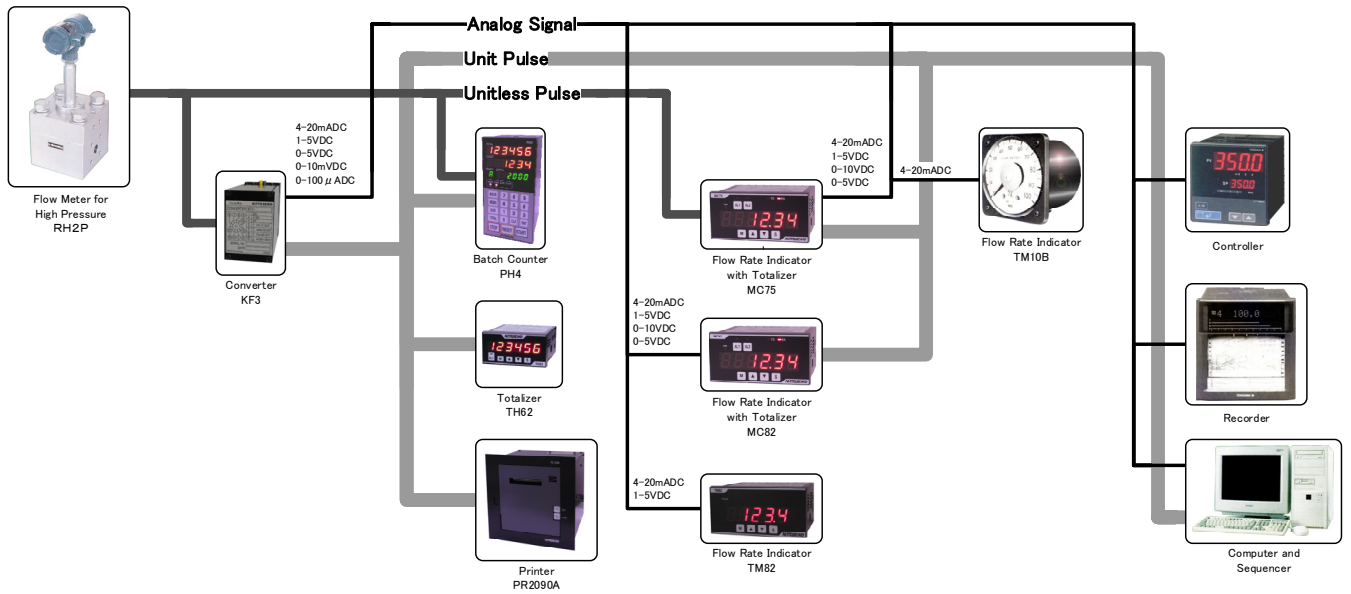 Analog Signal
Unit Pulse
Unitless Pulse
Flow Meter for
High Pressure
RH2P
4-20mADC
1-5VDC
0-5VDC
0-10mVDC
0-100μADC
Converter
KF3
123456
1234
2000
Batch Counter
PH4
123456
Totalizer
TH62
Printer
PR2090A
12.34
Flow Rate Indicator
with Totalizer
MC75
4-20mADC
1-5VDC
0-10VDC
0-5VDC
12.34
Flow Rate Indicator
with Totalizer
MC82
4-20mADC
1-5VDC
123.4
Flow Rate Indicator
TM82
4-20mADC
1-5VDC
0-10VDC
0-5VDC
4-20mADC
Flow Rate Indicator
TM10B
PV 350.0
SP 350.0
Controller
100.0
Recorder
Computer and
Sequencer